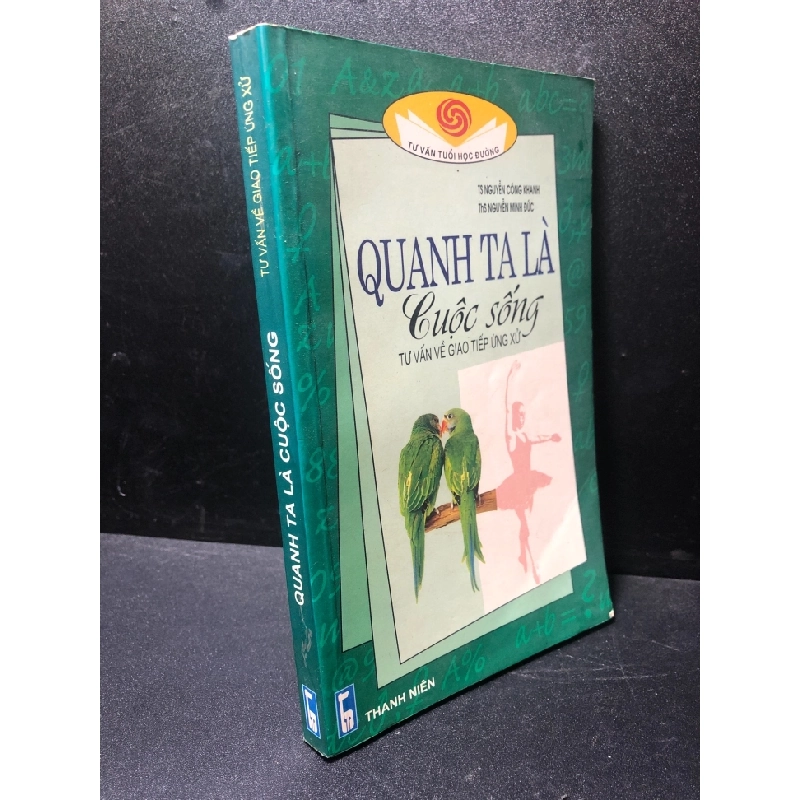 TƯ VẤN TUỔI HỌC ĐƯỜNG
TS NGUYỄN CÔNG KHANH
ThS NGUYỄN MINH ĐỨC
QUANH TA LÀ
Cuộc sống
TƯ VẤN VỀ GIAO TIẾP ỨNG XỬ
THANH NIÊN
TƯ VẤN VỀ GIAO TIẾP ỨNG XỬ
QUANH TA LÀ CUỘC SỐNG
A&Z
a+b
abc=
A%
a+b=